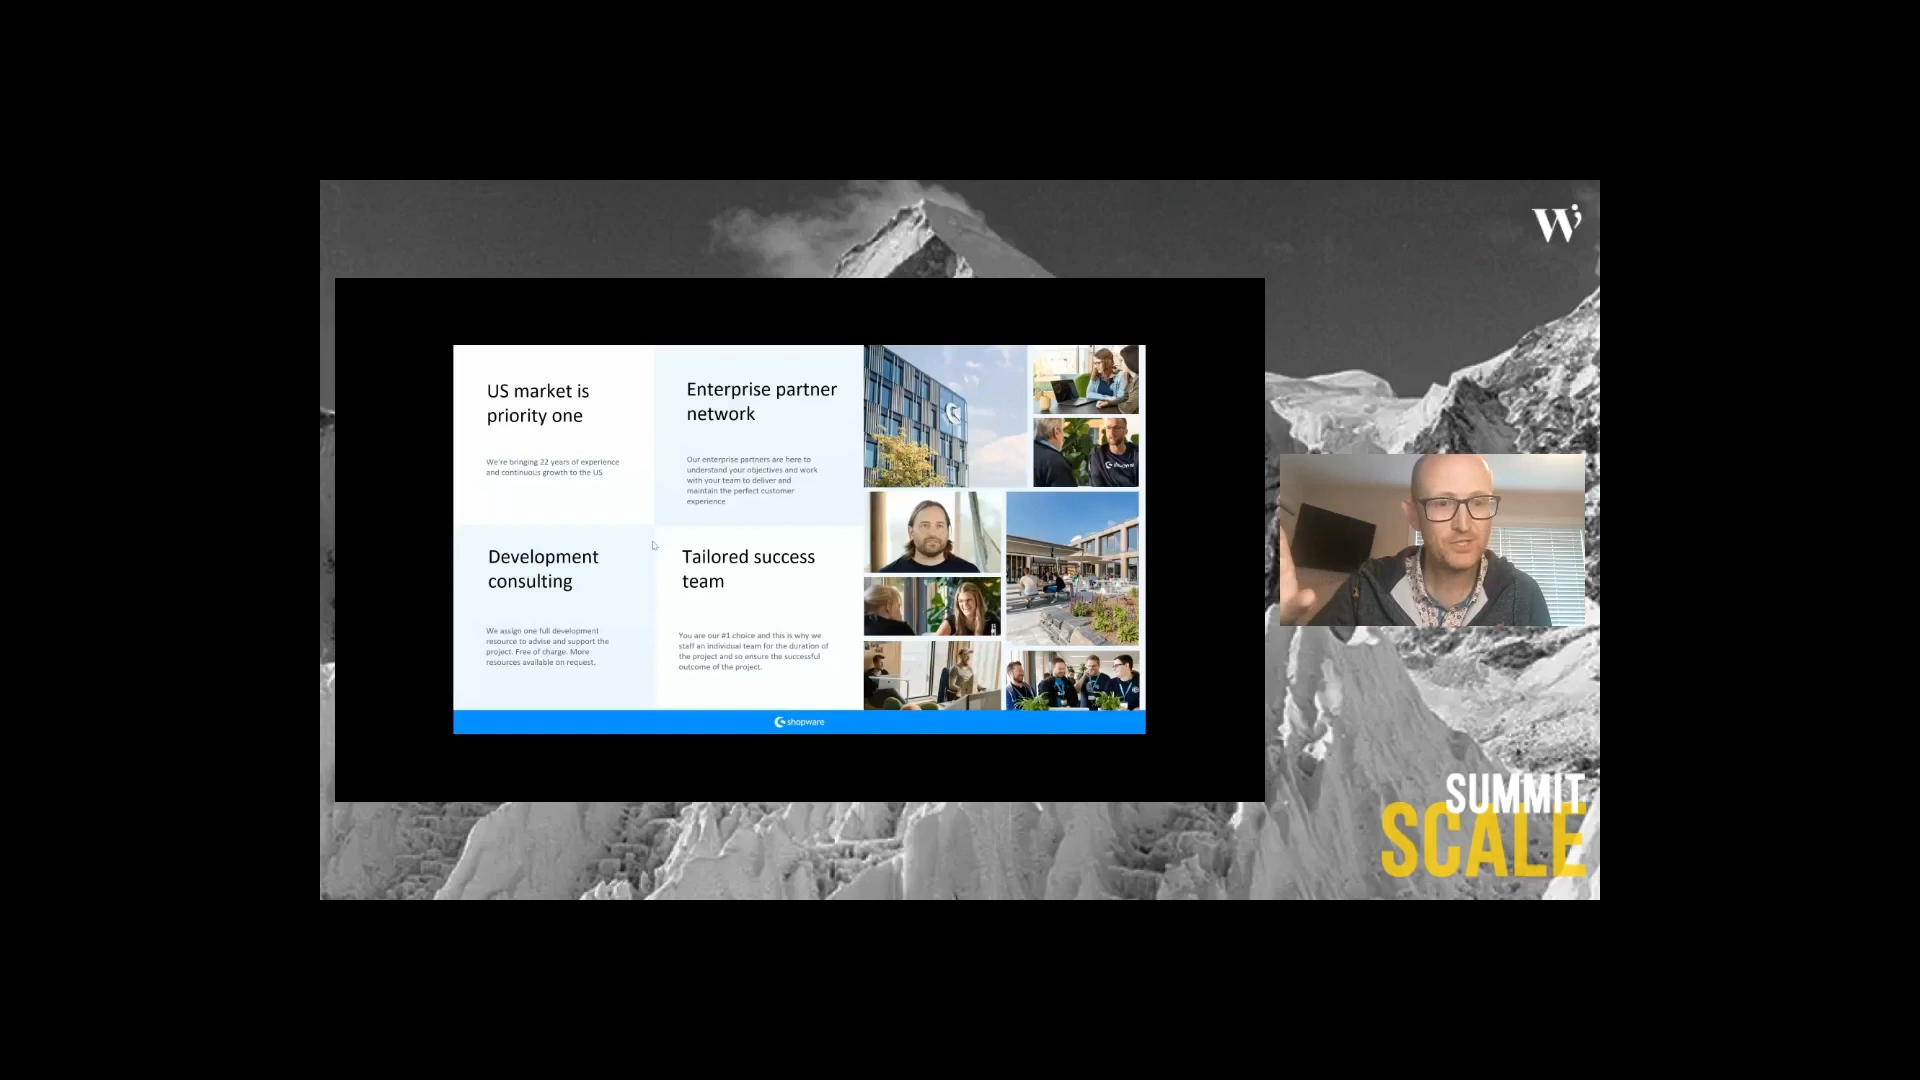 W
US market is
priority one
We're bringing 22 years of experience
and continuous growth to the US
Enterprise partner
network
Our enterprise partners are here to
understand your objectives and work
with your team to deliver and
maintain the perfect customer
experience
Development
consulting
We assign one full development
resource to advise and support the
project. Free of charge. More
resources available on request.
Tailored success
team
You are our #1 choice and this is why we
staff an individual team for the duration of
the project and so ensure the successful
outcome of the project.
shopware
shopware
SUMMIT
SCALE